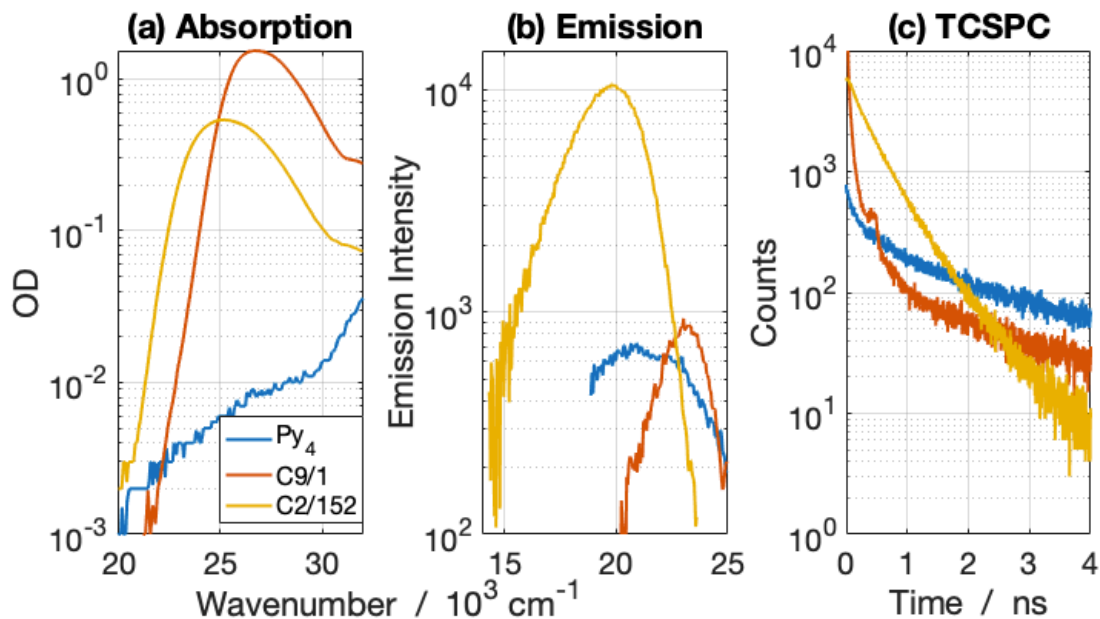 (a) Absorption
10^0
10^-1
10^-2
10^-3
OD
20 25 30
Py_4
C9/1
C2/152
(b) Emission
10^4
10^3
10^2
Emission Intensity
15 20 25
Wavenumber / 10^3 cm^-1
(c) TCSPC
10^4
10^3
10^2
10^1
10^0
Counts
0 1 2 3 4
Time / ns